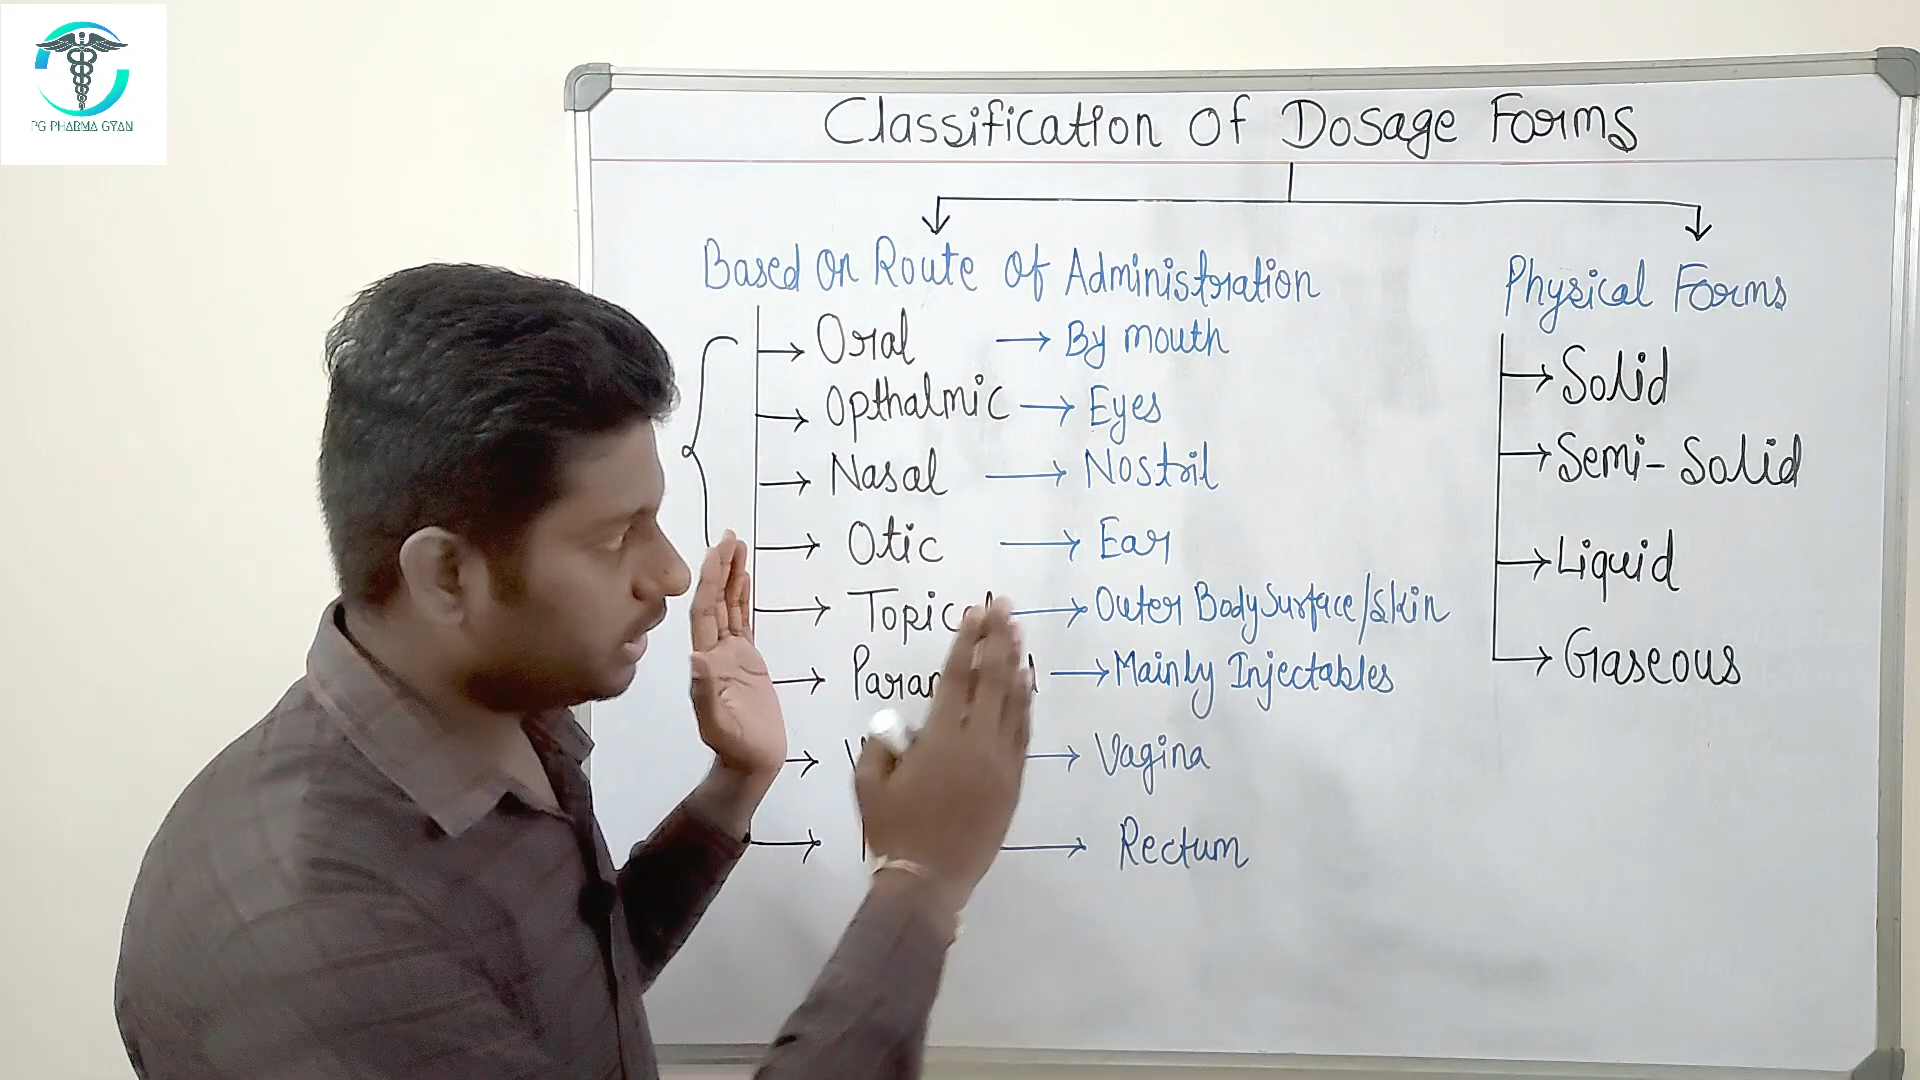 PG PHARMA GYAN
Classification Of Dosage Forms
Based On Route Of Administration
Oral → By mouth
Opthalmic → Eyes
Nasal → Nostril
Otic → Ear
Topical → Outer Body Surface/Skin
→ Mainly Injectables
→ Vagina
→ Rectum
Physical Forms
Solid
Semi-Solid
Liquid
Gaseous